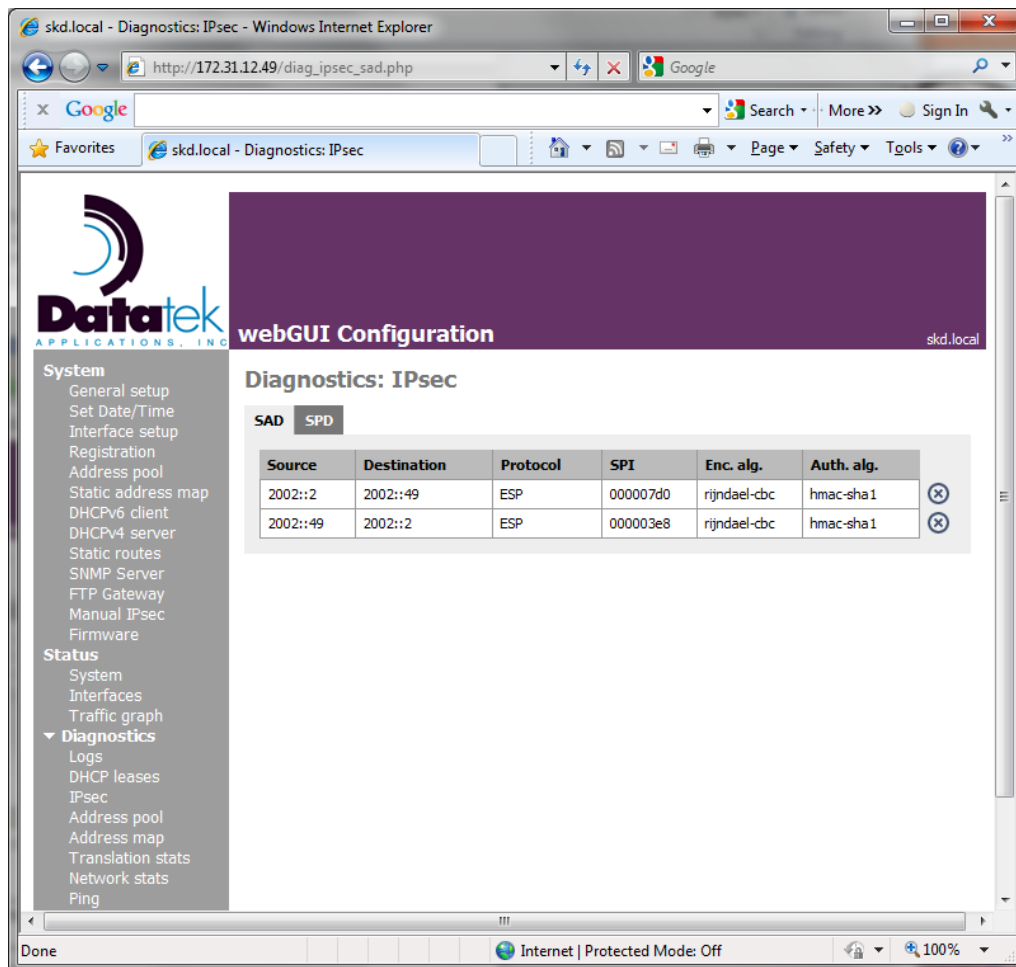 skd.local - Diagnostics: IPsec - Windows Internet Explorer
http://172.31.12.49/diag_ipsec_sad.php
Google
x Google Search More >> Sign In
Favorites skd.local - Diagnostics: IPsec Page Safety Tools
Datatek
APPLICATIONS, INC
webGUI Configuration
skd.local
System
General setup
Set Date/Time
Interface setup
Registration
Address pool
Static address map
DHCPv6 client
DHCPv4 server
Static routes
SNMP Server
FTP Gateway
Manual IPsec
Firmware
Status
System
Interfaces
Traffic graph
Diagnostics
Logs
DHCP leases
IPsec
Address pool
Address map
Translation stats
Network stats
Ping
Diagnostics: IPsec
SAD SPD
Source Destination Protocol SPI Enc. alg. Auth. alg.
2002::2 2002::49 ESP 000007d0 rijndael-cbc hmac-sha1
2002::49 2002::2 ESP 000003e8 rijndael-cbc hmac-sha1
Done Internet | Protected Mode: Off 100%